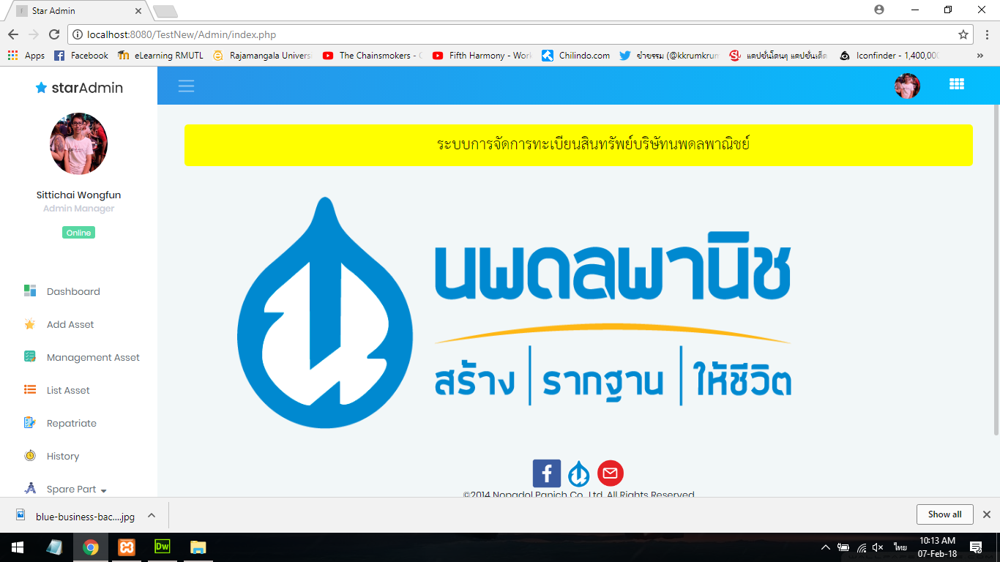 Star Admin
localhost:8080/TestNew/Admin/index.php
Apps
Facebook
eLearning RMUTL
Rajamangala Universi
The Chainsmokers - C
Fifth Harmony - Work
Chilindo.com
ขำขรรม (@kkrumkrum
แคปชั่นโดนๆ แคปชั่นเด็ด
Iconfinder - 1,400,000
»
starAdmin
Sittichai Wongfun
Admin Manager
Online
Dashboard
Add Asset
Management Asset
List Asset
Repatriate
History
Spare Part
ระบบการจัดการทะเบียนสินทรัพย์บริษัทนพดลพาณิชย์
นพดลพานิช
สร้าง | รากฐาน | ให้ชีวิต
©2014 Nopadol Panich Co., Ltd. All Rights Reserved
blue-business-bac....jpg
Show all
Dw
ไทย
10:13 AM
07-Feb-18